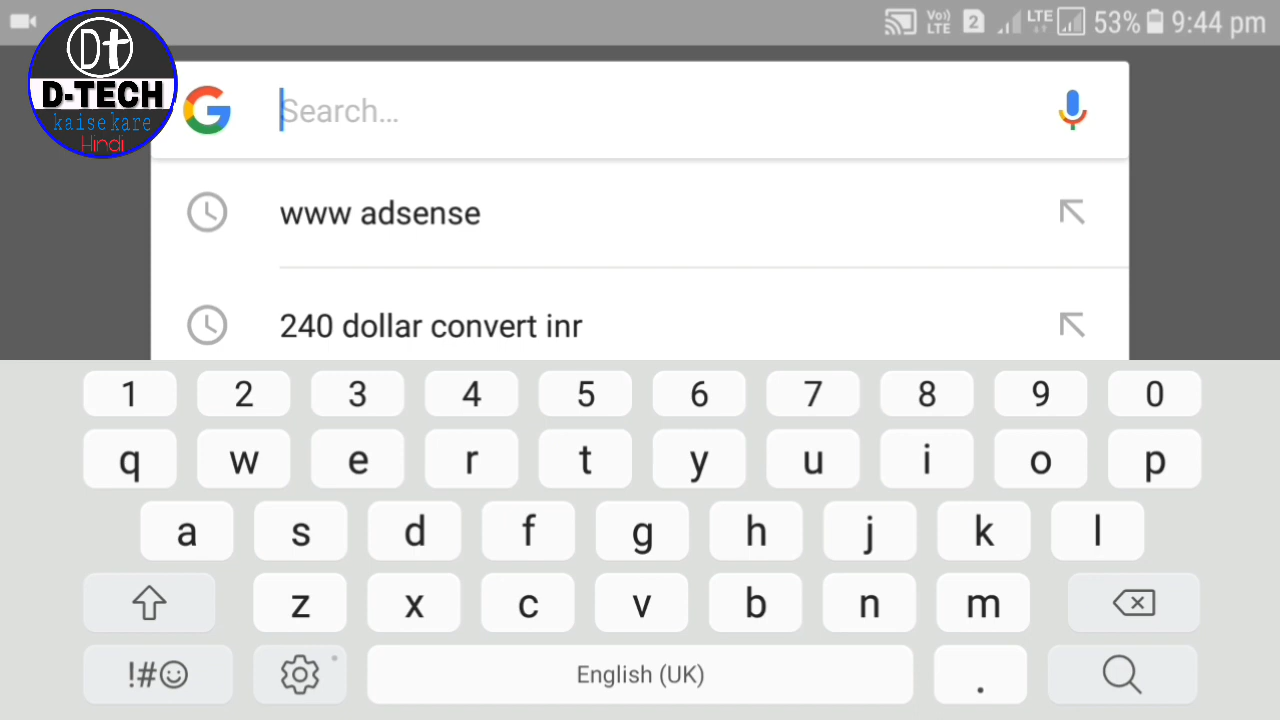 Vo) LTE 2 LTE 53% 9:44 pm
Dt
D-TECH
kaise kare
Hindi
G Search...
www adsense
240 dollar convert inr
1 2 3 4 5 6 7 8 9 0
q w e r t y u i o p
a s d f g h j k l
z x c v b n m
!#☺ English (UK) .